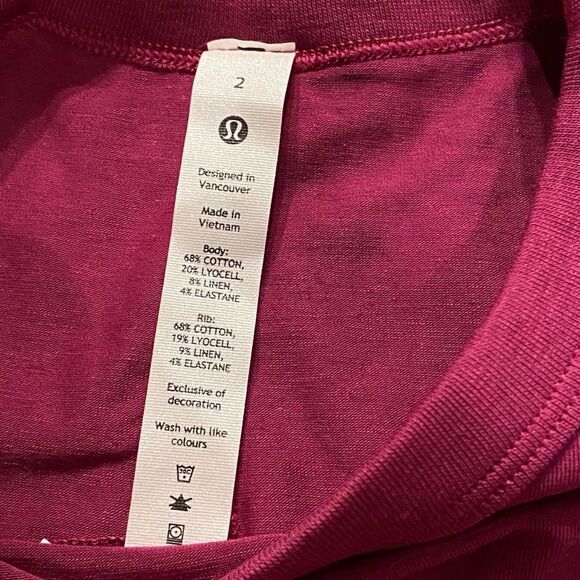 2
Designed in
Vancouver
Made in
Vietnam
Body:
68% COTTON,
20% LYOCELL,
8% LINEN,
4% ELASTANE
Rib:
68% COTTON,
19% LYOCELL,
9% LINEN,
4% ELASTANE
Exclusive of
decoration
Wash with like
colours
30C